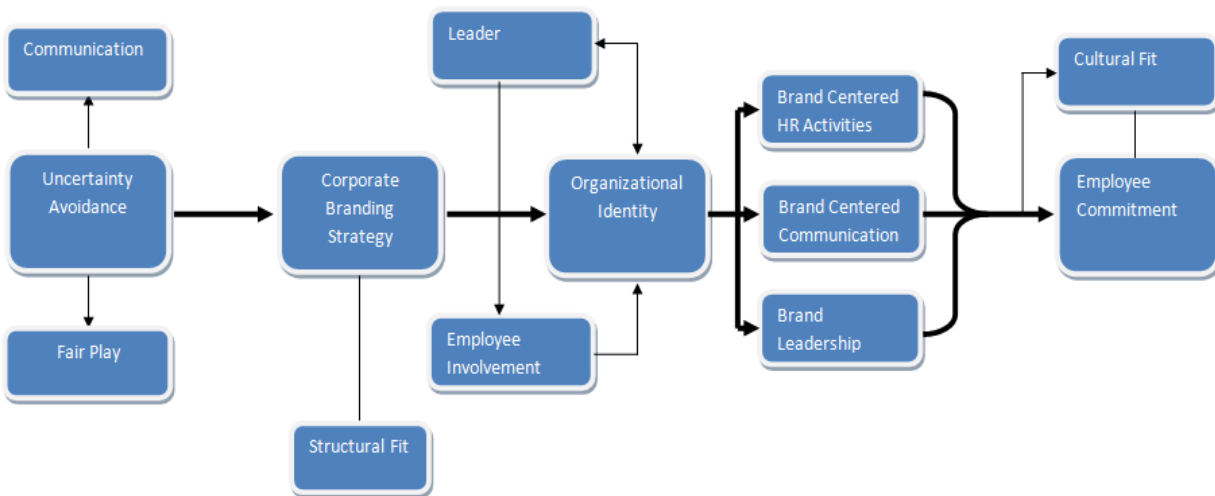 Communication
Uncertainty
Avoidance
Fair Play
Corporate
Branding
Strategy
Structural Fit
Leader
Employee
Involvement
Organizational
Identity
Brand Centered
HR Activities
Brand Centered
Communication
Brand
Leadership
Cultural Fit
Employee
Commitment